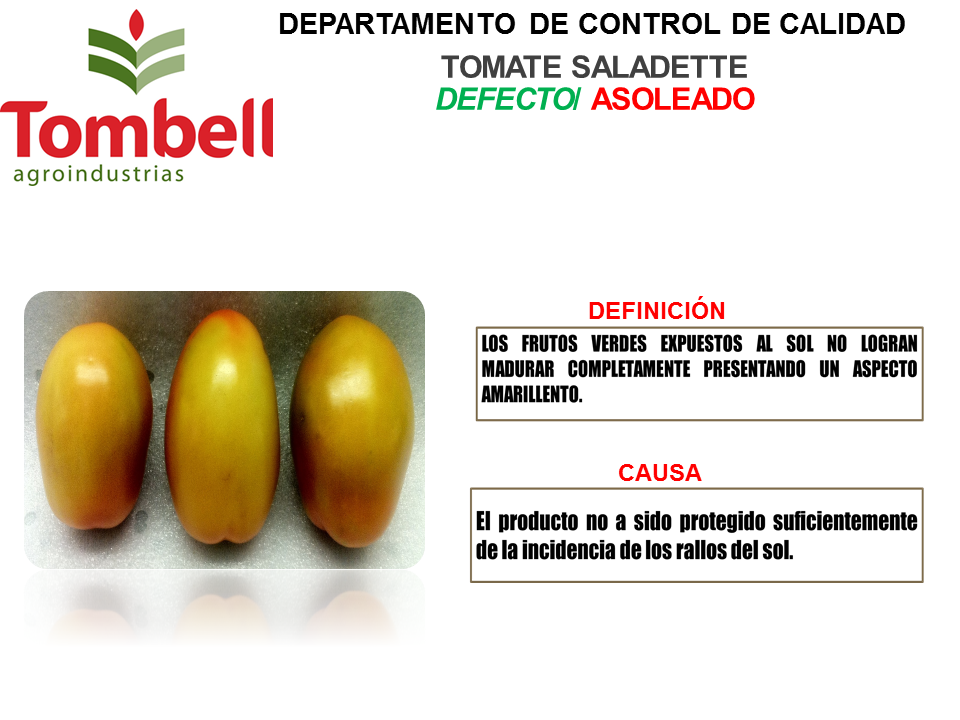 DEPARTAMENTO DE CONTROL DE CALIDAD
TOMATE SALADETTE
DEFECTO/ ASOLEADO
Tombell
agroindustrias
DEFINICIÓN
LOS FRUTOS VERDES EXPUESTOS AL SOL NO LOGRAN
MADURAR COMPLETAMENTE PRESENTANDO UN ASPECTO
AMARILLENTO.
CAUSA
El producto no a sido protegido suficientemente
de la incidencia de los rallos del sol.